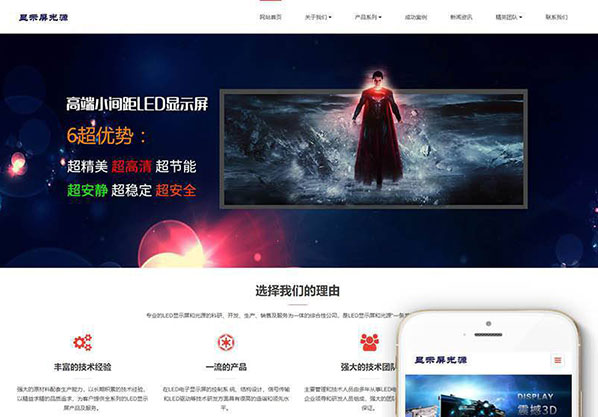 显示屏光源
网站首页 关于我们 产品系列 成功案例 新闻资讯 精英团队 联系我们
高端小间距LED显示屏
6超优势：
超精美 超高清 超节能
超安静 超稳定 超安全
选择我们的理由
专业的LED显示屏和光源的科研、开发、生产、销售及服务为一体的综合性公司，是LED显示屏和光源"一条
丰富的技术经验 一流的产品 强大的技术团队
强大的原材料配套生产能力，以长期积累的技术经验、 在LED电子显示屏的控制系统、结构设计、信号传输 主要管理和技术人员由多年从事LED电
以精益求精的品质追求，为客户提供全系列的LED显示 和LED驱动等技术研发方面具有很高的造诣和领先水 企业领导和研发人员组成，强大的团
屏产品及服务。 平。 保证。
显示屏光源
DISPLAY
震撼3D